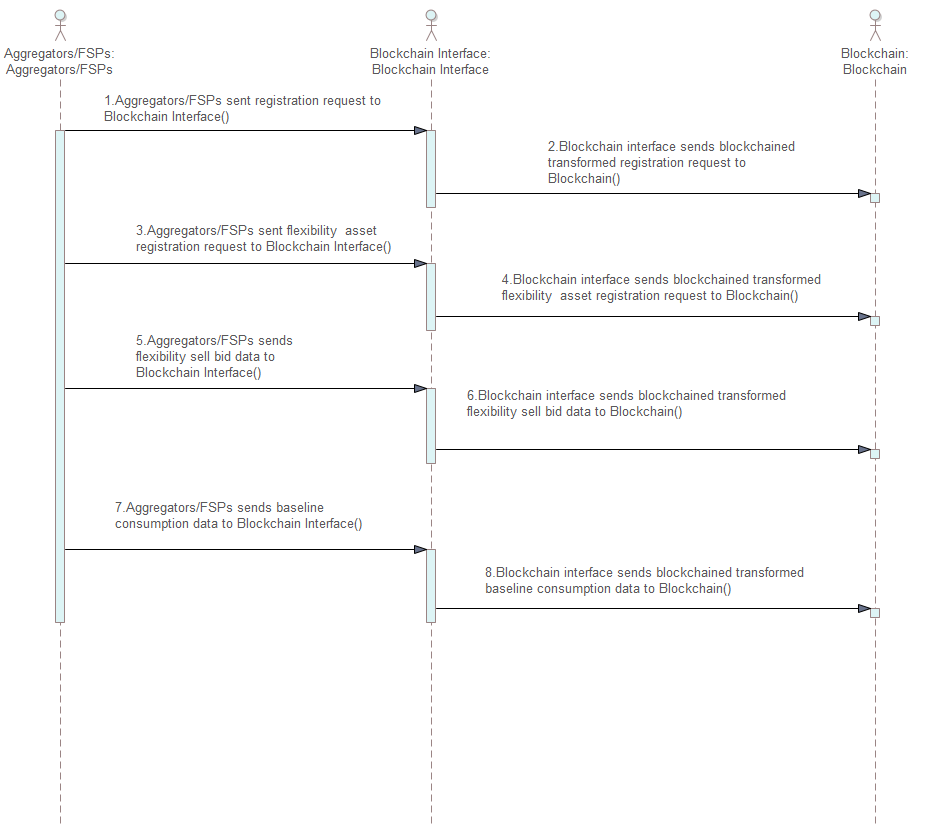 Aggregators/FSPs:
Aggregators/FSPs
Blockchain Interface:
Blockchain Interface
Blockchain:
Blockchain
1.Aggregators/FSPs sent registration request to
Blockchain Interface()
2.Blockchain interface sends blockchained
transformed registration request to
Blockchain()
3.Aggregators/FSPs sent flexibility  asset
registration request to Blockchain Interface()
4.Blockchain interface sends blockchained transformed
flexibility  asset registration request to Blockchain()
5.Aggregators/FSPs sends
flexibility sell bid data to
Blockchain Interface()
6.Blockchain interface sends blockchained transformed
flexibility sell bid data to Blockchain()
7.Aggregators/FSPs sends baseline
consumption data to Blockchain Interface()
8.Blockchain interface sends blockchained transformed
baseline consumption data to Blockchain()